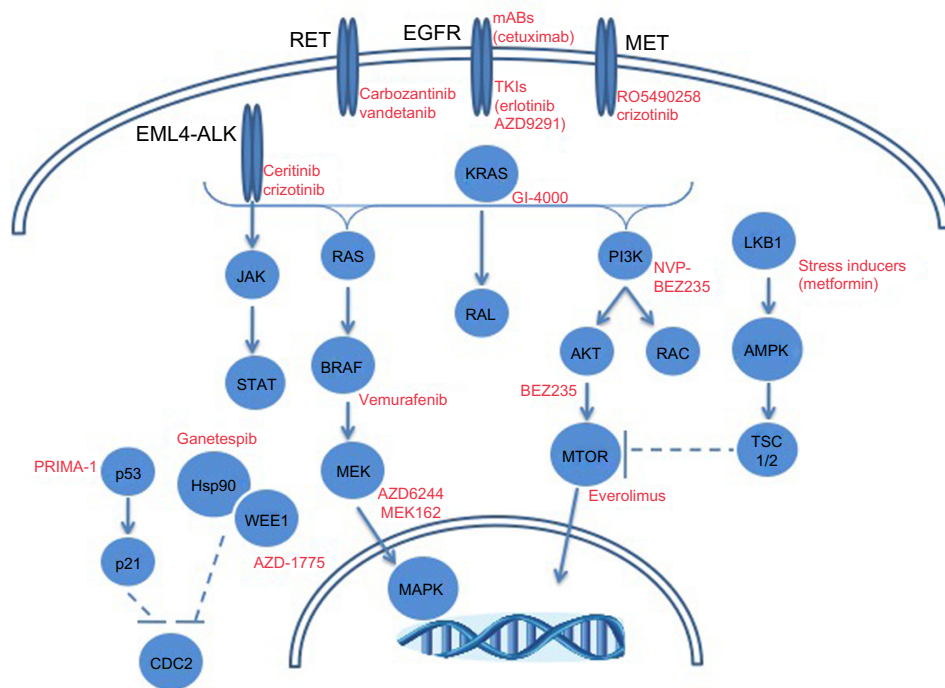 mABs
(cetuximab)
RET
EGFR
MET
Carbozantinib
vandetanib
TKIs
(erlotinib
AZD9291)
RO5490258
crizotinib
EML4-ALK
Ceritinib
crizotinib
KRAS
GI-4000
JAK
RAS
PI3K
NVP-
BEZ235
LKB1
Stress inducers
(metformin)
RAL
STAT
BRAF
Vemurafenib
AKT
RAC
AMPK
BEZ235
Ganetespib
PRIMA-1
p53
Hsp90
WEE1
MEK
AZD6244
MEK162
MTOR
Everolimus
TSC
1/2
p21
AZD-1775
MAPK
CDC2